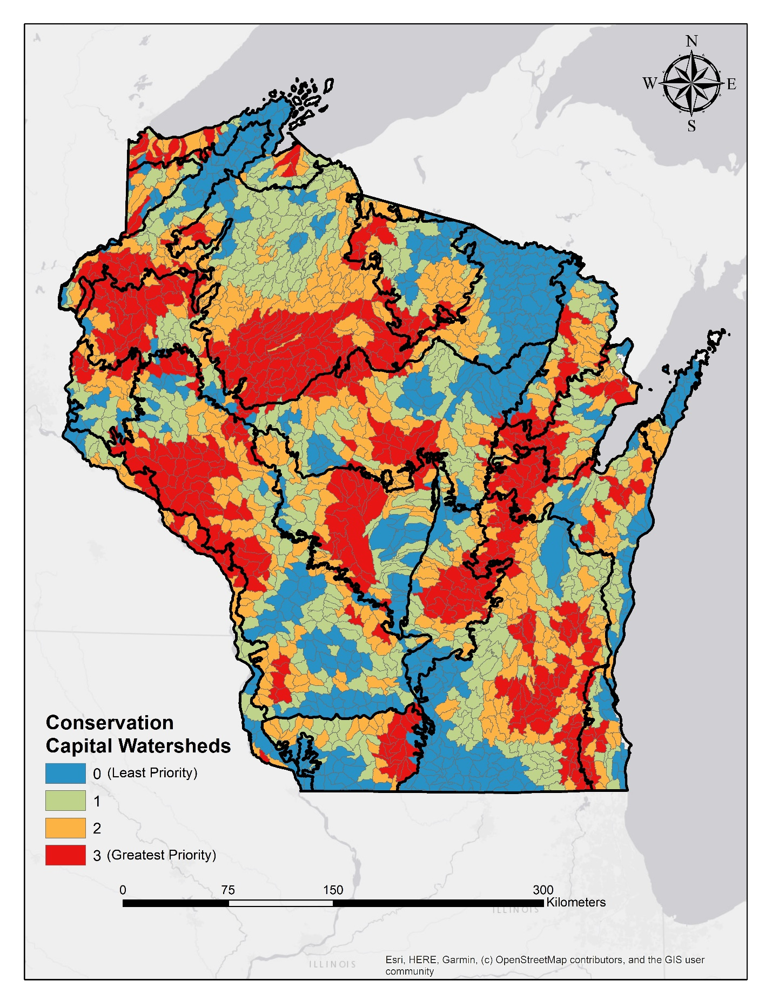 N
W
E
S
Conservation
Capital Watersheds
0 (Least Priority)
1
2
3 (Greatest Priority)
0 75 150 300
Kilometers
ILLINOIS
ILLINOIS
Esri, HERE, Garmin, (c) OpenStreetMap contributors, and the GIS user
community